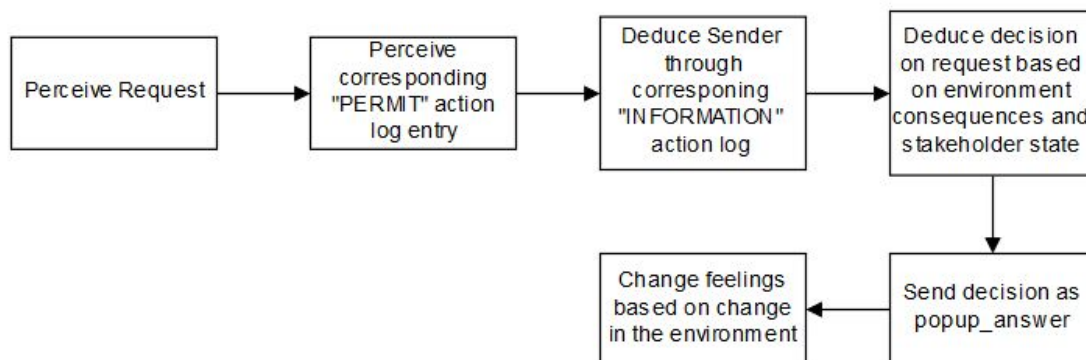 Perceive Request
Perceive
corresponding
"PERMIT" action
log entry
Deduce Sender
through
corresponing
"INFORMATION"
action log
Deduce decision
on request based
on environment
consequences and
stakeholder state
Send decision as
popup_answer
Change feelings
based on change
in the environment